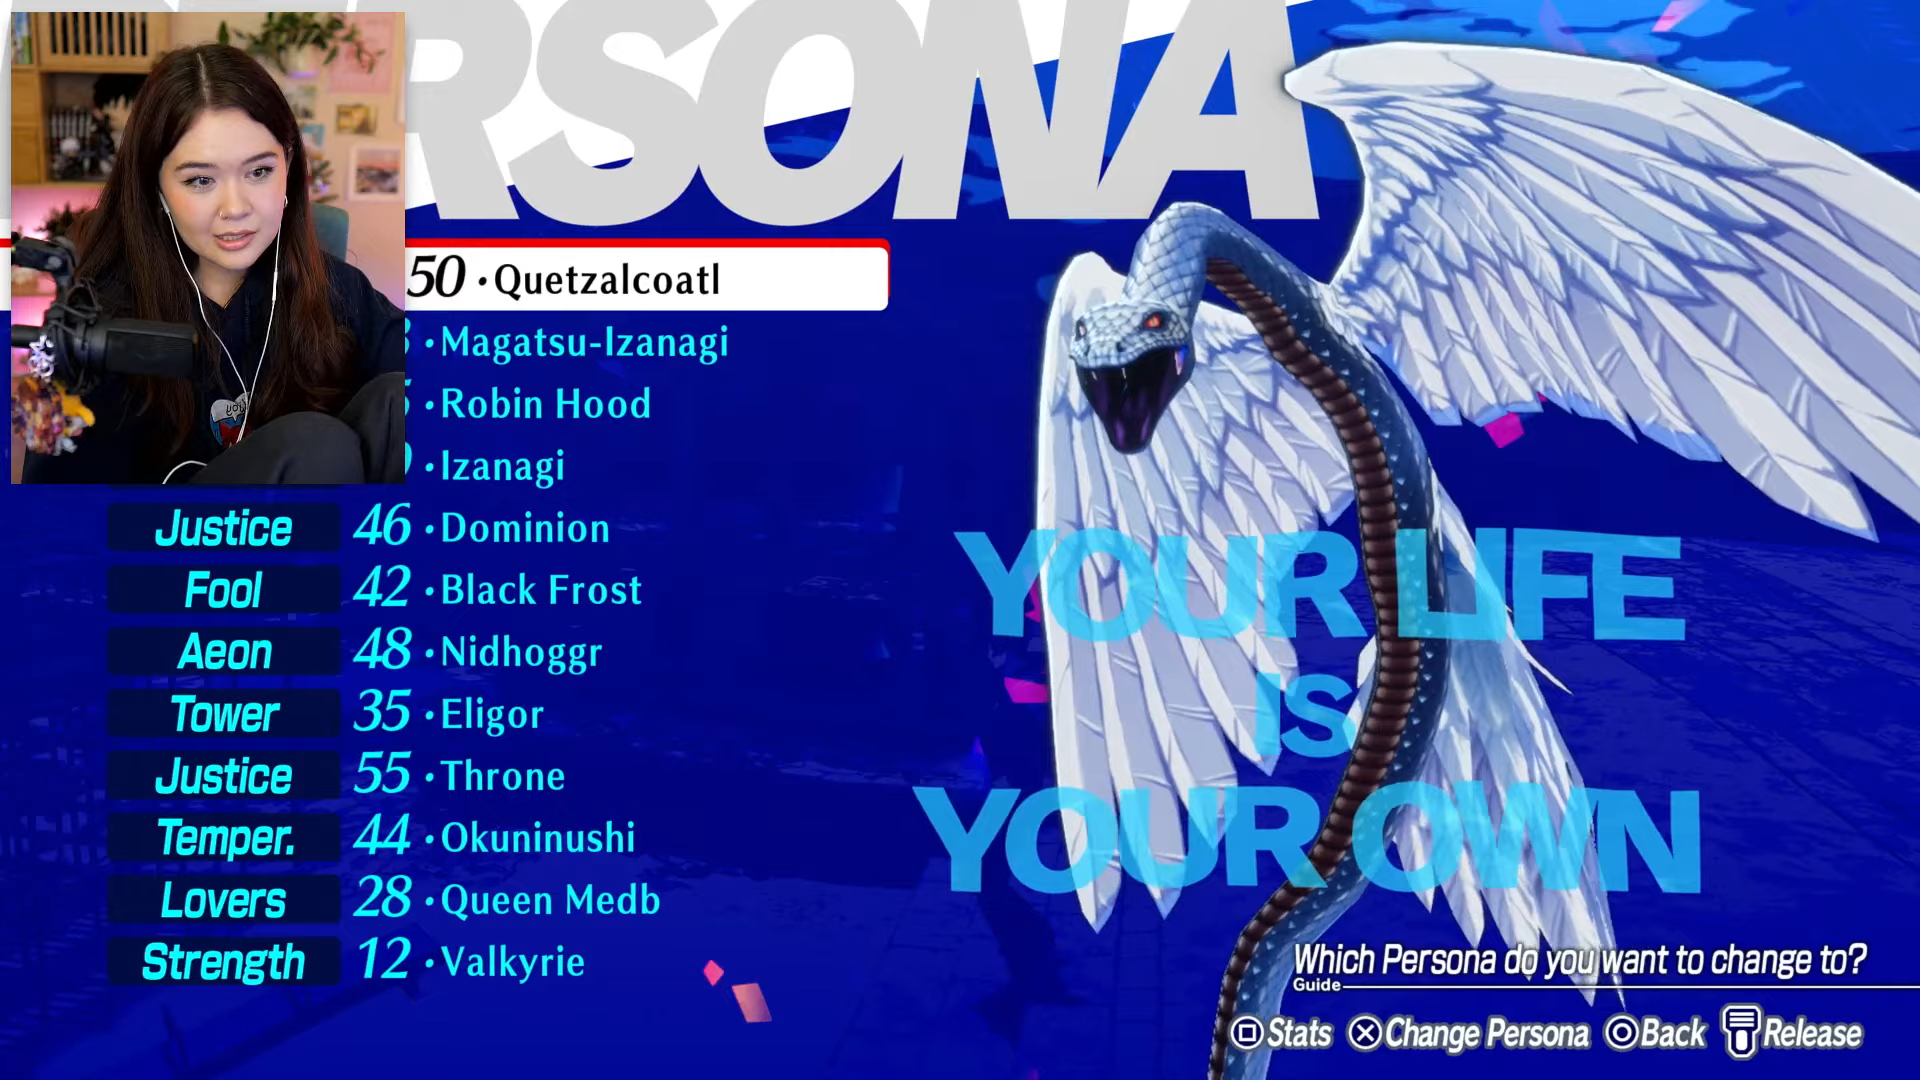 PERSONA
50 · Quetzalcoatl
· Magatsu-Izanagi
· Robin Hood
· Izanagi
Justice 46 · Dominion
Fool 42 · Black Frost
Aeon 48 · Nidhoggr
Tower 35 · Eligor
Justice 55 · Throne
Temper. 44 · Okuninushi
Lovers 28 · Queen Medb
Strength 12 · Valkyrie
YOUR LIFE
IS
YOUR OWN
Which Persona do you want to change to?
Guide
Stats Change Persona Back Release